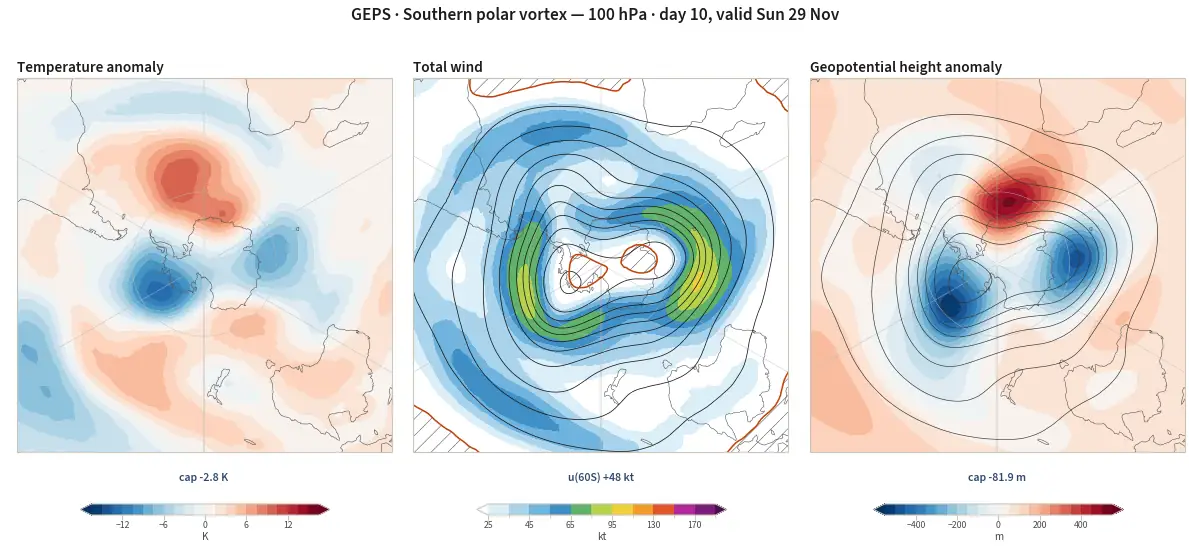 GEPS · Southern polar vortex — 100 hPa · day 10, valid Sun 29 Nov
Temperature anomaly
Total wind
Geopotential height anomaly
cap -2.8 K
u(60S) +48 kt
cap -81.9 m
−12 −6 0 6 12
K
25 45 65 95 130 170
kt
−400 −200 0 200 400
m